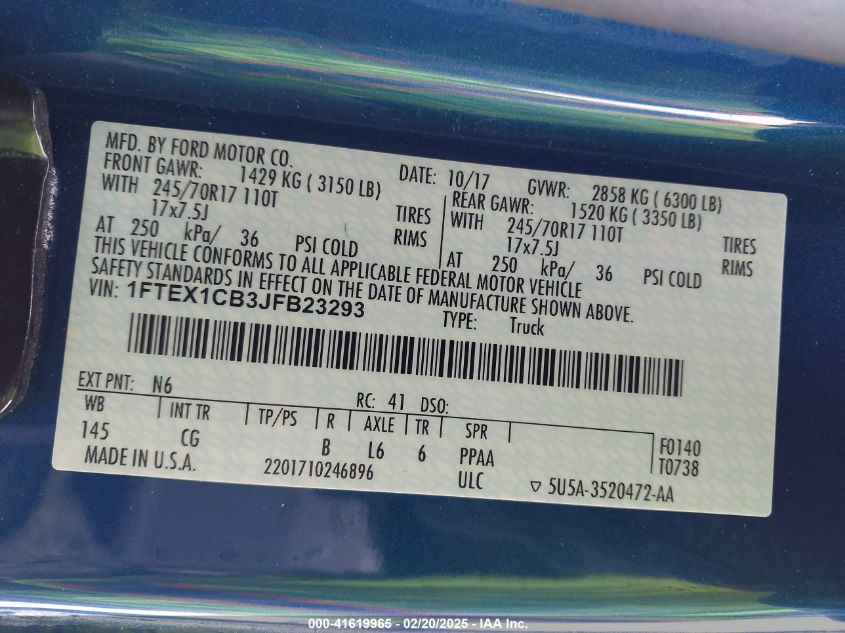 MFD. BY FORD MOTOR CO. DATE: 10/17 GVWR: 2858 KG (6300 LB)
FRONT GAWR: 1429 KG (3150 LB) REAR GAWR: 1520 KG (3350 LB)
WITH 245/70R17 110T TIRES WITH 245/70R17 110T TIRES
17x7.5J RIMS 17x7.5J RIMS
AT 250 kPa/ 36 PSI COLD AT 250 kPa/ 36 PSI COLD
THIS VEHICLE CONFORMS TO ALL APPLICABLE FEDERAL MOTOR VEHICLE
SAFETY STANDARDS IN EFFECT ON THE DATE OF MANUFACTURE SHOWN ABOVE.
VIN: 1FTEX1CB3JFB23293 TYPE: Truck
EXT PNT: N6 RC: 41 DSO:
WB INT TR TP/PS R AXLE TR SPR F0140
145 CG B L6 6 PPAA T0738
MADE IN U.S.A. 2201710246896 ULC ▽ 5U5A-3520472-AA
000-41619965 - 02/20/2025 - IAA Inc.